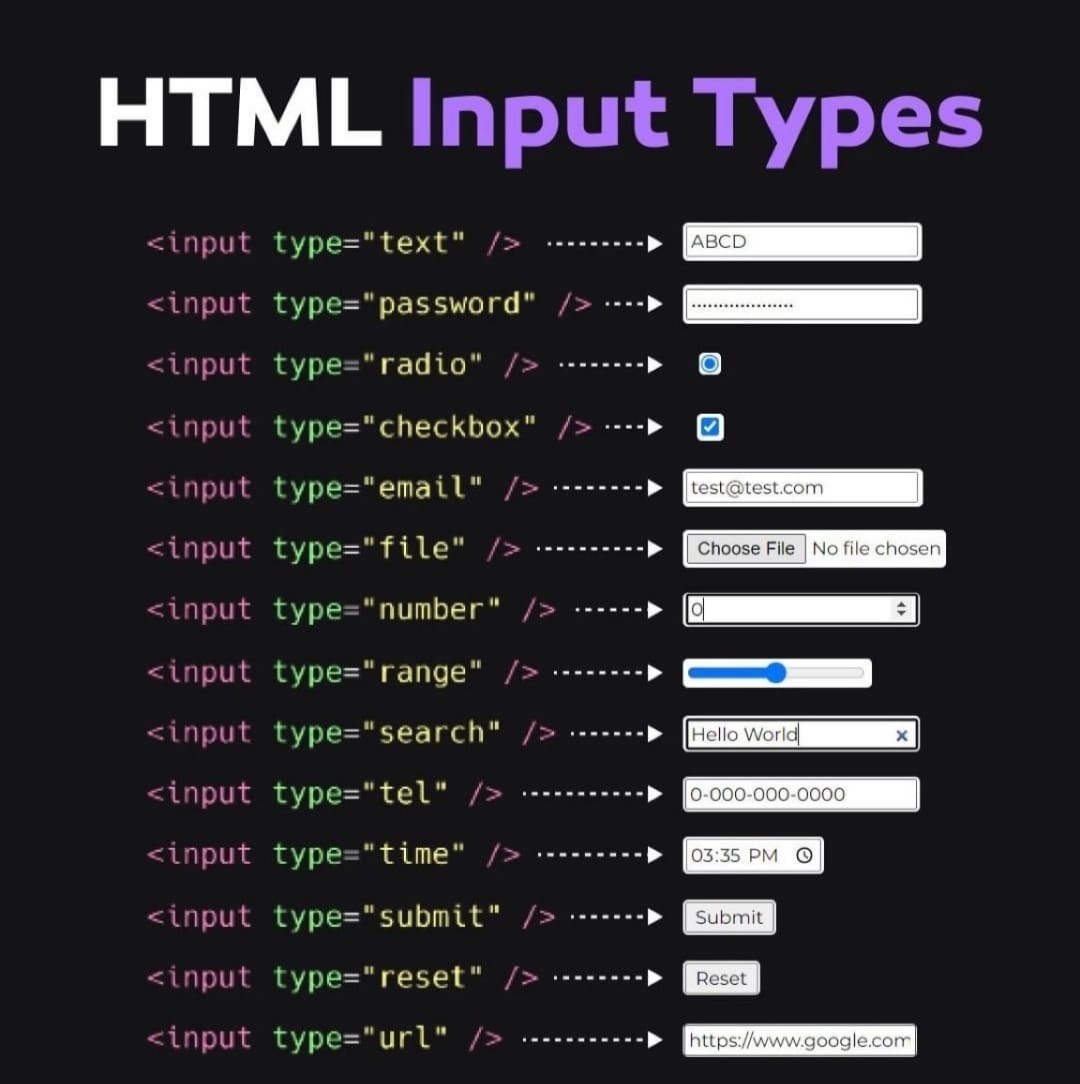 HTML Input Types
<input type="text" /> ABCD
<input type="password" /> ···················
<input type="radio" />
<input type="checkbox" />
<input type="email" /> test@test.com
<input type="file" /> Choose File No file chosen
<input type="number" /> 0
<input type="range" />
<input type="search" /> Hello World ×
<input type="tel" /> 0-000-000-0000
<input type="time" /> 03:35 PM
<input type="submit" /> Submit
<input type="reset" /> Reset
<input type="url" /> https://www.google.com